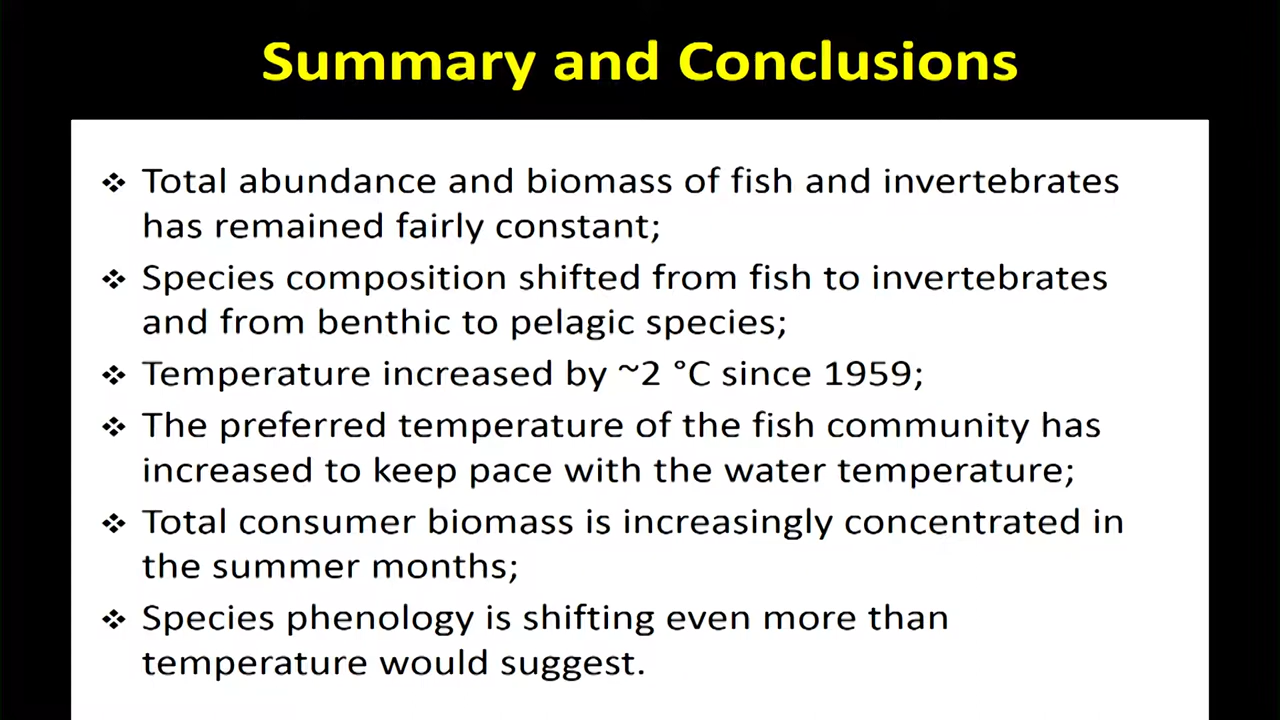 Summary and Conclusions
❖ Total abundance and biomass of fish and invertebrates
has remained fairly constant;
❖ Species composition shifted from fish to invertebrates
and from benthic to pelagic species;
❖ Temperature increased by ~2 °C since 1959;
❖ The preferred temperature of the fish community has
increased to keep pace with the water temperature;
❖ Total consumer biomass is increasingly concentrated in
the summer months;
❖ Species phenology is shifting even more than
temperature would suggest.